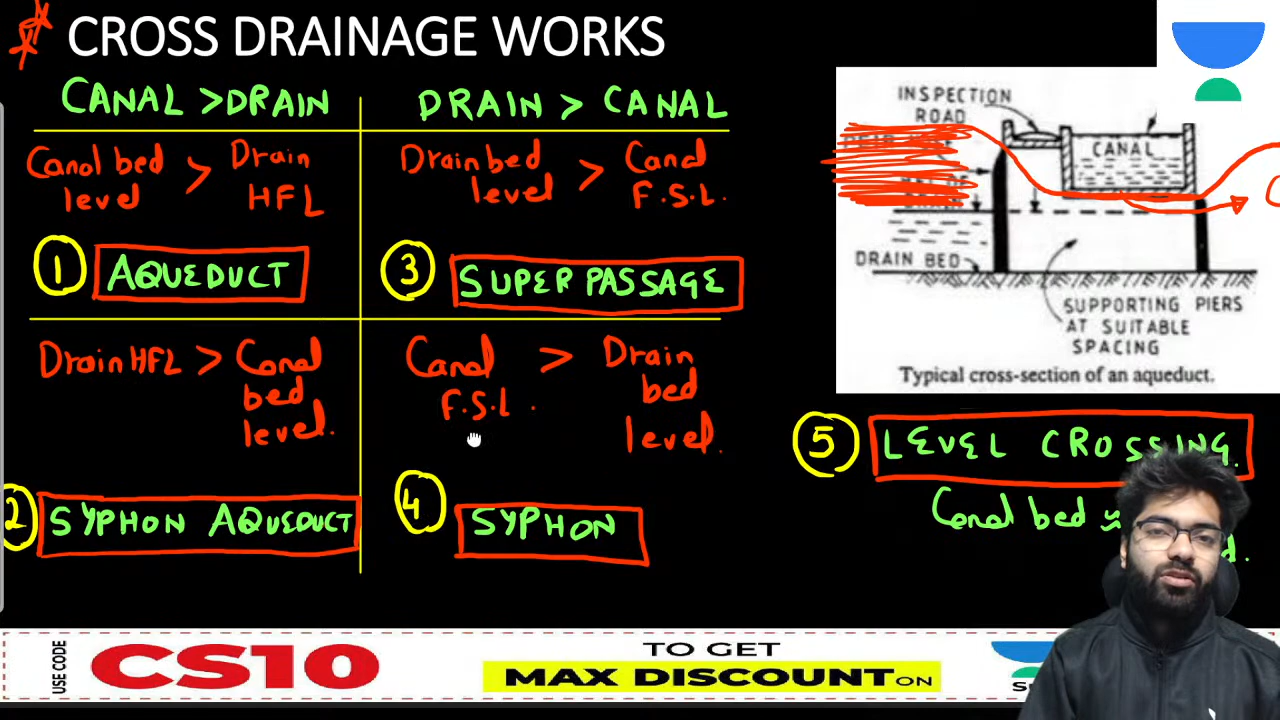 CROSS DRAINAGE WORKS
CANAL > DRAIN
DRAIN > CANAL
Canal bed level > Drain HFL
Drain bed level > Canal F.S.L.
1 AQUEDUCT
3 SUPER PASSAGE
Drain HFL > Canal bed level.
Canal F.S.L. > Drain bed level.
2 SYPHON AQUEDUCT
4 SYPHON
INSPECTION
ROAD
CANAL
DRAIN BED
SUPPORTING PIERS
AT SUITABLE
SPACING
Typical cross-section of an aqueduct.
5 LEVEL CROSSING.
Canal bed ≈
d.
USE CODE
CS10
TO GET
MAX DISCOUNT ON